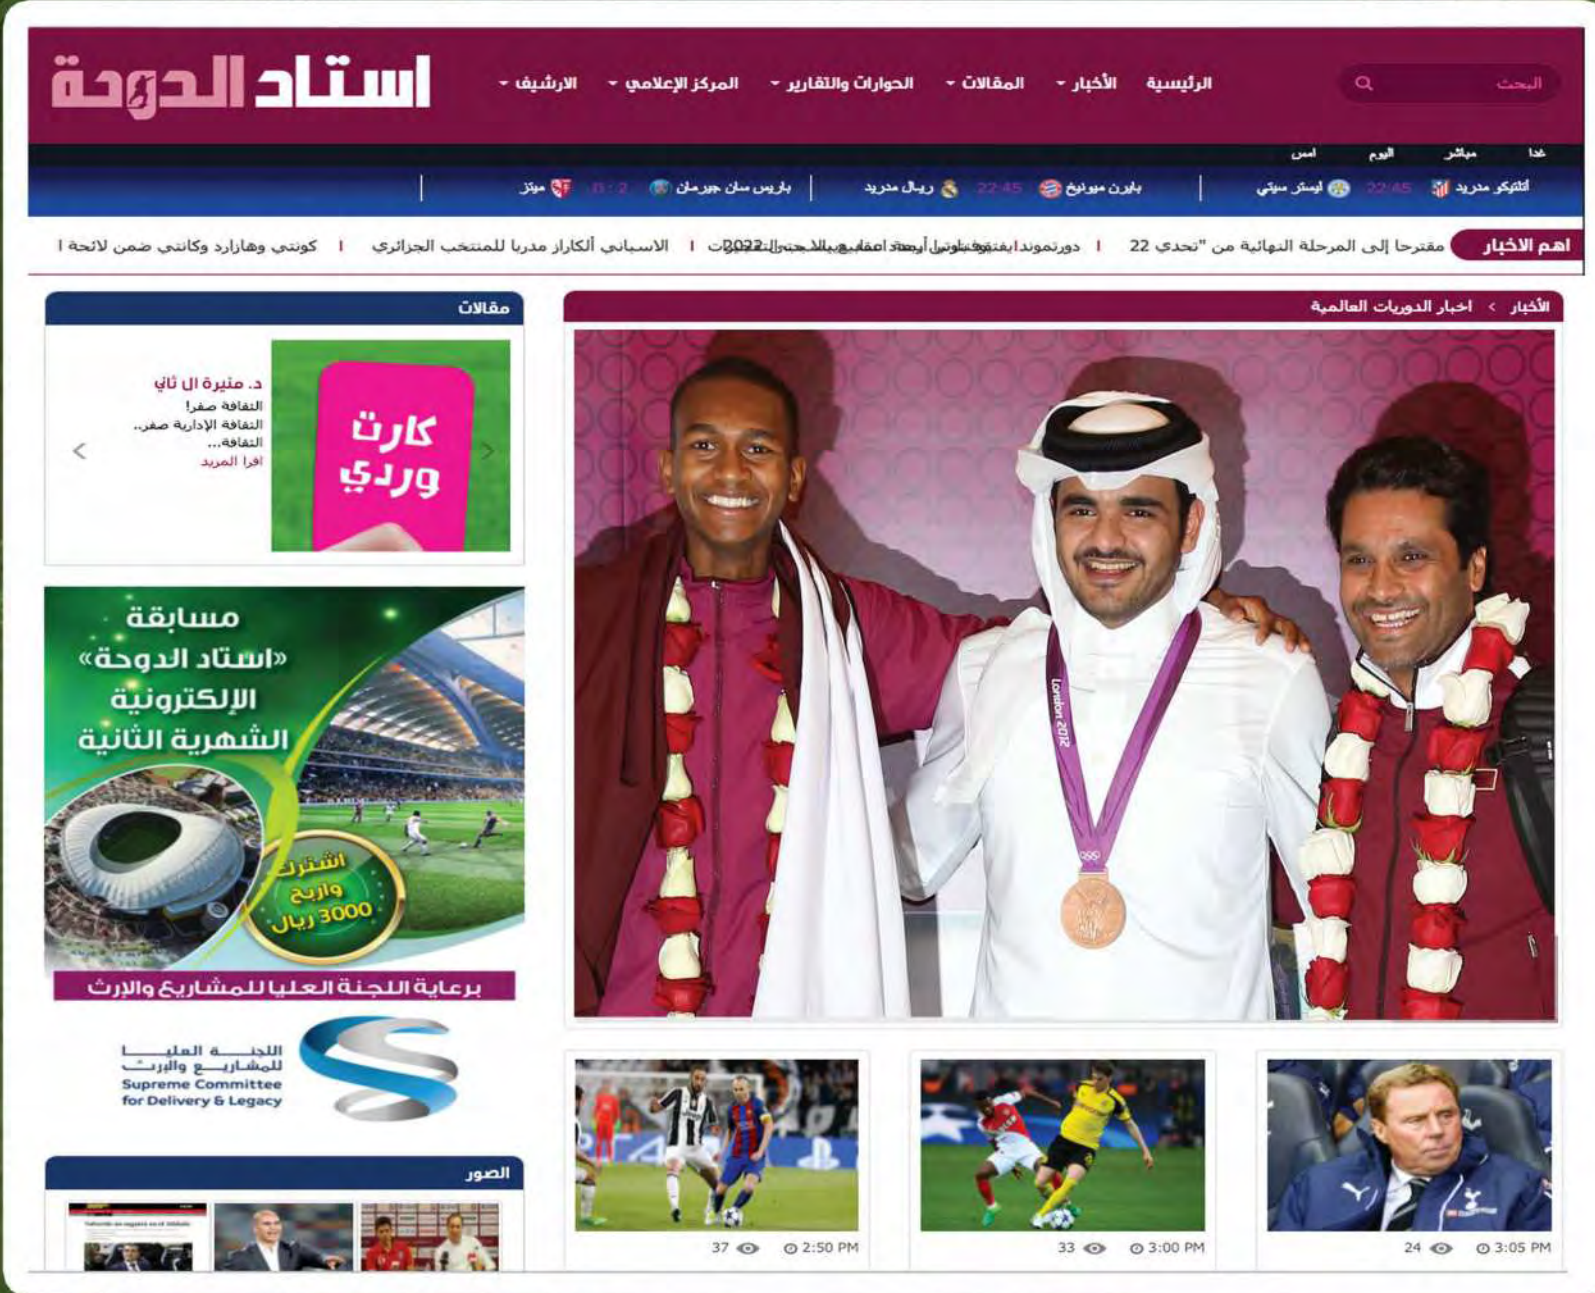 استاد الدوحة
الرئيسية
الأخبار
المقالات
الحوارات والتقارير
المركز الإعلامي
الارشيف
البحث
غدا
مباشر
اليوم
امس
أتلتيكو مدريد 22:45 ليستر سيتي
بايرن ميونيخ 22:45 ريال مدريد
باريس سان جيرمان 2 : 0 ميتز
اهم الاخبار
مقترحا إلى المرحلة النهائية من "تحدي 22
دورتموند
2022
الاسباني ألكاراز مدربا للمنتخب الجزائري
كونتي وهازارد وكانتي ضمن لائحة ا
الأخبار > اخبار الدوريات العالمية
London 2012
24 3:05 PM
33 3:00 PM
37 2:50 PM
مقالات
كارت
وردي
د. منيرة ال ثاني
الثقافة صفر!
الثقافة الإدارية صفر..
الثقافة...
اقرا المزيد
مسابقة
«استاد الدوحة»
الإلكترونية
الشهرية الثانية
اشترك
واربح
3000 ريال
برعاية اللجنة العليا للمشاريع والإرث
اللجنة العليا
للمشاريع والإرث
Supreme Committee
for Delivery & Legacy
الصور